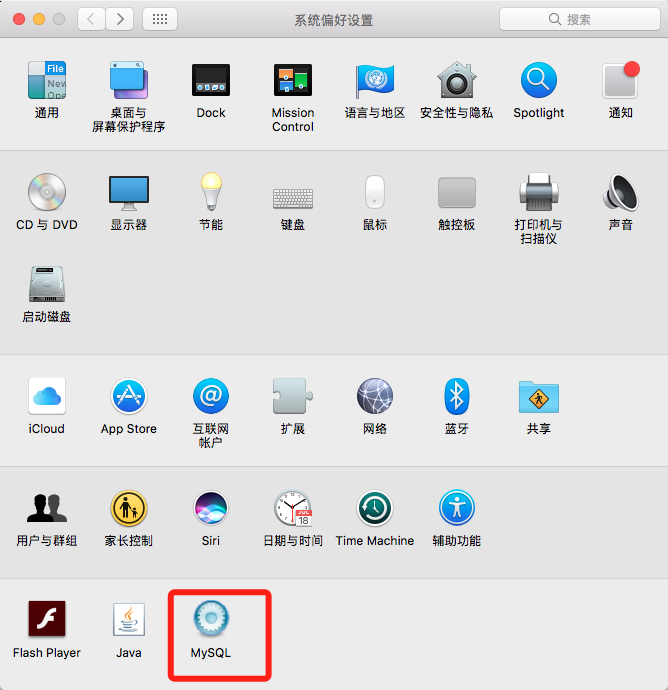 系统偏好设置
搜索
File
New
Ope
通用
桌面与
屏幕保护程序
Dock
Mission
Control
语言与地区
安全性与隐私
Spotlight
通知
CD 与 DVD
显示器
节能
键盘
鼠标
触控板
打印机与
扫描仪
声音
启动磁盘
iCloud
App Store
@
互联网
帐户
扩展
网络
蓝牙
共享
用户与群组
家长控制
Siri
JUL
18
日期与时间
Time Machine
辅助功能
Flash Player
Java
MySQL